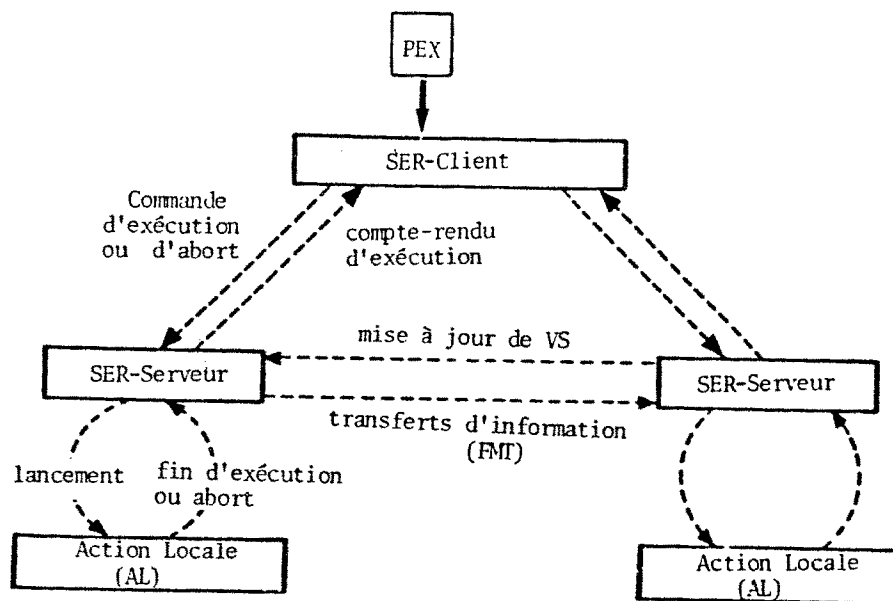 PEX
SER-Client
Commande
d'exécution
ou d'abort
compte-rendu
d'exécution
mise à jour de VS
SER-Serveur
SER-Serveur
transferts d'information
(FMT)
lancement
fin d'exécution
ou abort
Action Locale
(AL)
Action Locale
(AL)